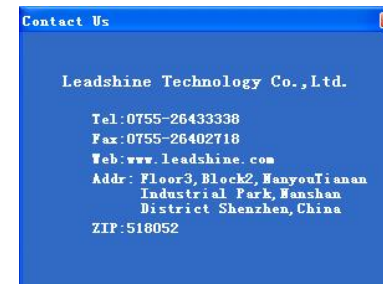 Contact Us
Leadshine Technology Co.,Ltd.
Tel:0755-26433338
Fax:0755-26402718
Web:www.leadshine.com
Addr: Floor3,Block2,NanyouTianan
Industrial Park,Nanshan
District Shenzhen,China
ZIP:518052